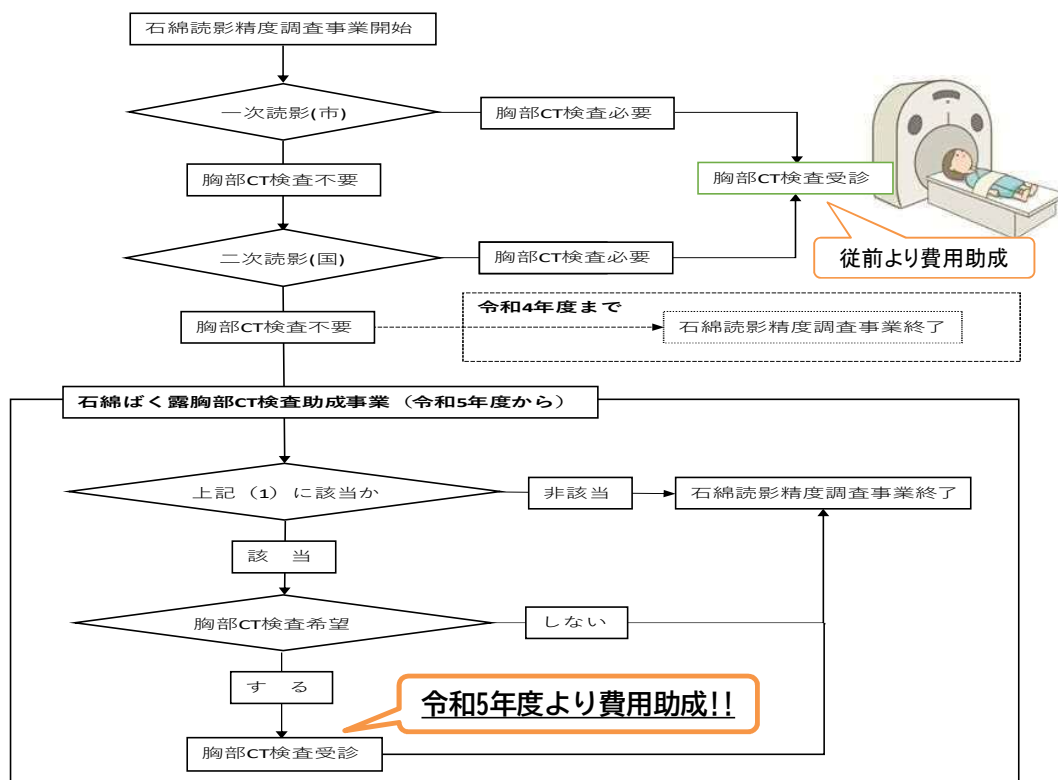 石綿読影精度調査事業開始
一次読影(市)
胸部CT検査必要
胸部CT検査不要
胸部CT検査受診
従前より費用助成
二次読影(国)
胸部CT検査必要
令和4年度まで
胸部CT検査不要
石綿読影精度調査事業終了
石綿ばく露胸部CT検査助成事業（令和5年度から）
上記（1）に該当か
非該当
石綿読影精度調査事業終了
該 当
胸部CT検査希望
しない
す る
令和5年度より費用助成!!
胸部CT検査受診